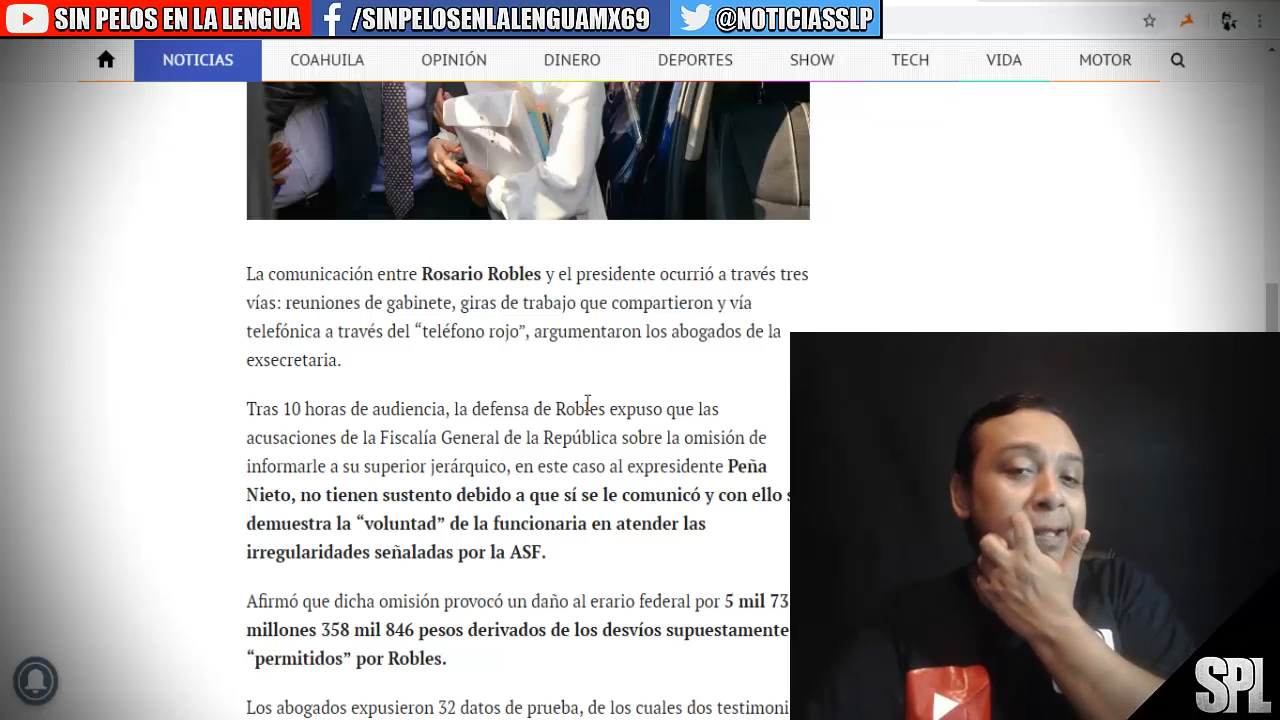 SIN PELOS EN LA LENGUA
/SINPELOSENLALENGUAMX69
@NOTICIASSLP
NOTICIAS COAHUILA OPINIÓN DINERO DEPORTES SHOW TECH VIDA MOTOR
La comunicación entre Rosario Robles y el presidente ocurrió a través tres
vías: reuniones de gabinete, giras de trabajo que compartieron y vía
telefónica a través del “teléfono rojo”, argumentaron los abogados de la
exsecretaria.
Tras 10 horas de audiencia, la defensa de Robles expuso que las
acusaciones de la Fiscalía General de la República sobre la omisión de
informarle a su superior jerárquico, en este caso al expresidente Peña
Nieto, no tienen sustento debido a que sí se le comunicó y con ello
demuestra la “voluntad” de la funcionaria en atender las
irregularidades señaladas por la ASF.
Afirmó que dicha omisión provocó un daño al erario federal por 5 mil 73
millones 358 mil 846 pesos derivados de los desvíos supuestamente
“permitidos” por Robles.
Los abogados expusieron 32 datos de prueba, de los cuales dos testimoni
SPL